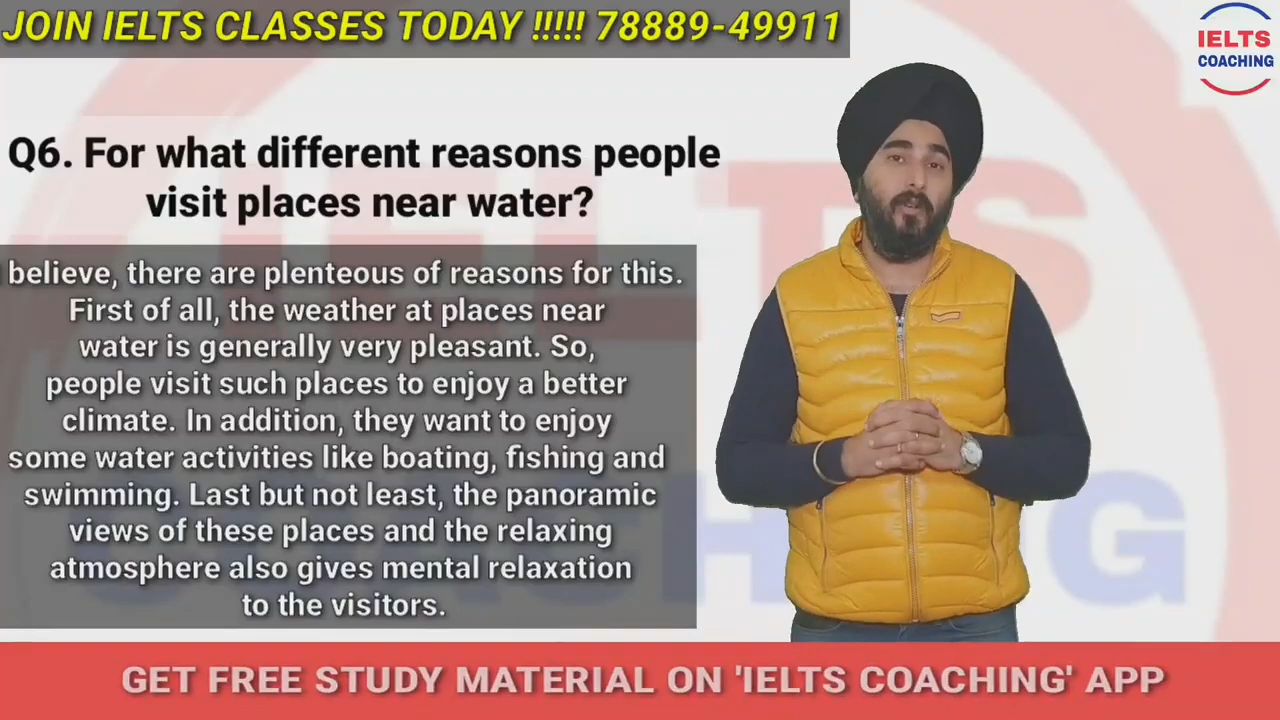 JOIN IELTS CLASSES TODAY !!!!! 78889-49911
IELTS
COACHING
Q6. For what different reasons people
visit places near water?
believe, there are plenteous of reasons for this.
First of all, the weather at places near
water is generally very pleasant. So,
people visit such places to enjoy a better
climate. In addition, they want to enjoy
some water activities like boating, fishing and
swimming. Last but not least, the panoramic
views of these places and the relaxing
atmosphere also gives mental relaxation
to the visitors.
GET FREE STUDY MATERIAL ON 'IELTS COACHING' APP